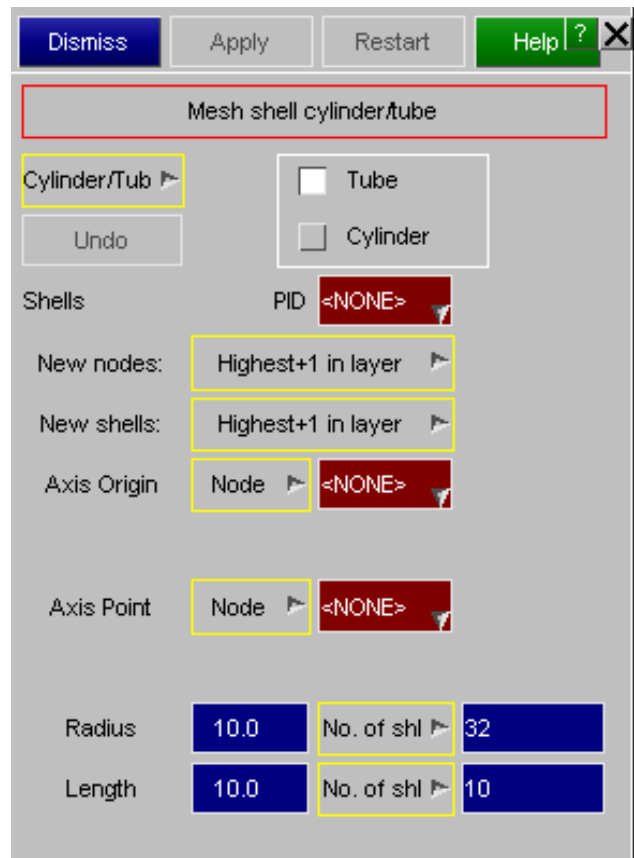 Dismiss Apply Restart Help ? X
Mesh shell cylinder/tube
Cylinder/Tub Tube
Undo Cylinder
Shells PID <NONE>
New nodes: Highest+1 in layer
New shells: Highest+1 in layer
Axis Origin Node <NONE>
Axis Point Node <NONE>
Radius 10.0 No. of shl 32
Length 10.0 No. of shl 10